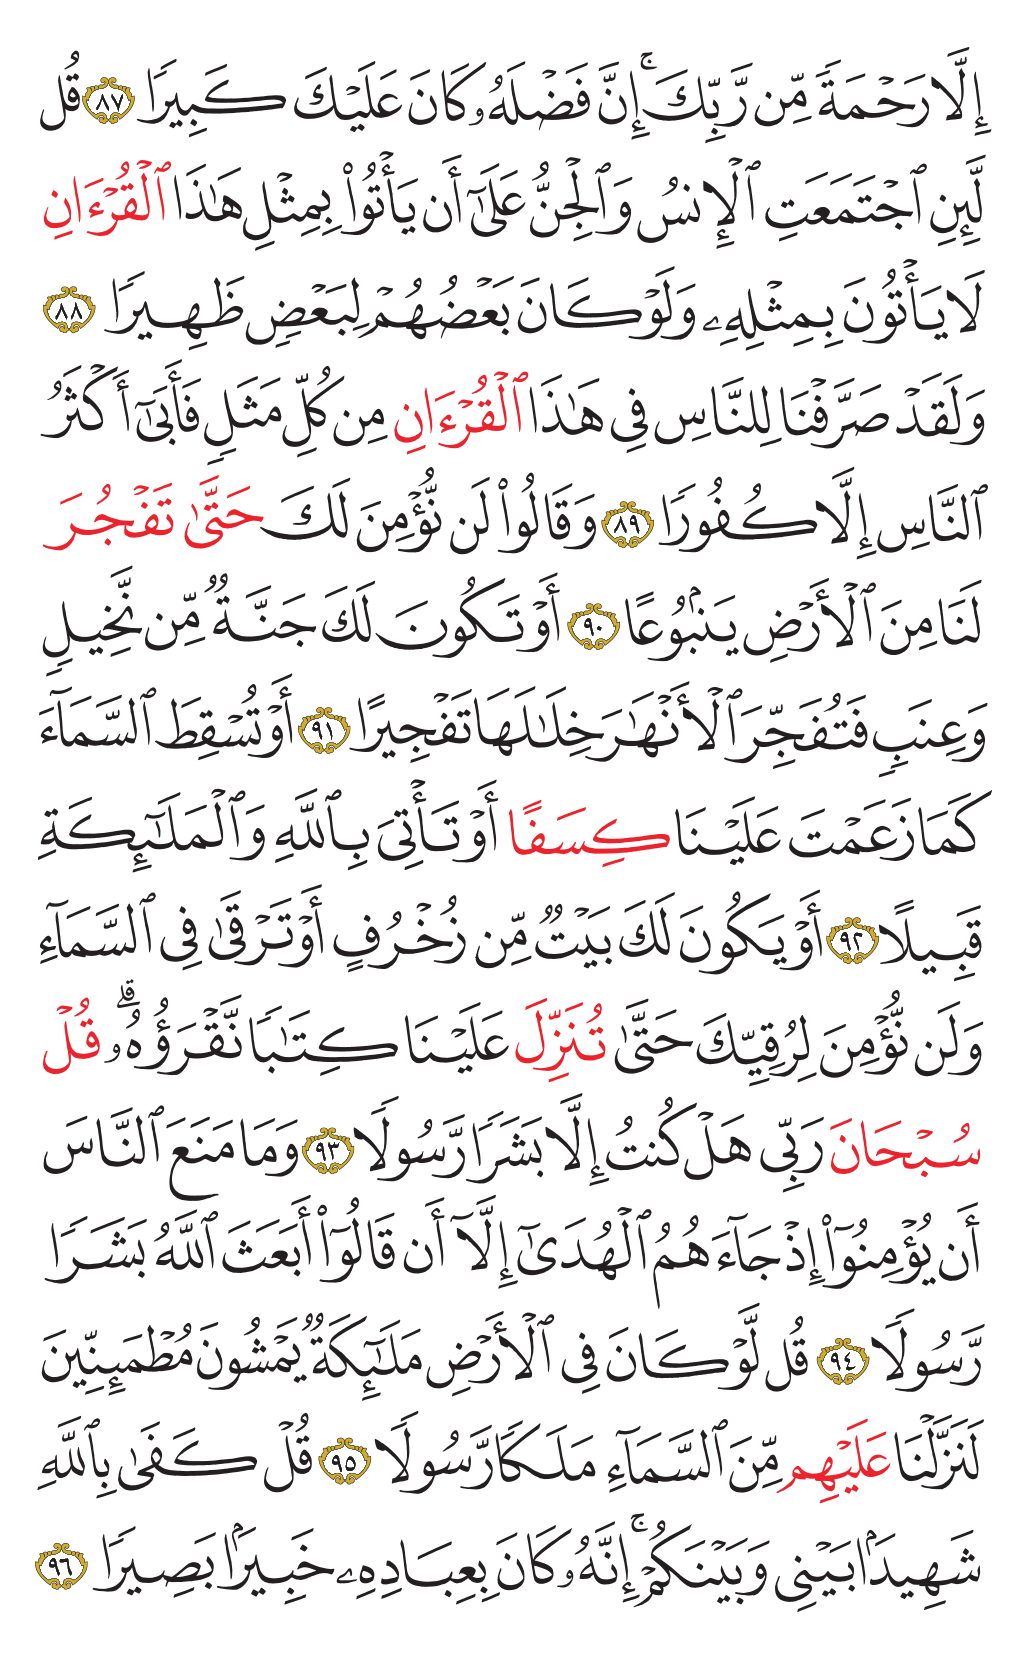 إِلَّا رَحْمَةً مِّن رَّبِّكَ ۚ إِنَّ فَضْلَهُۥ كَانَ عَلَيْكَ كَبِيرًا ٨٧ قُل
لَّئِنِ ٱجْتَمَعَتِ ٱلْإِنسُ وَٱلْجِنُّ عَلَىٰٓ أَن يَأْتُوا۟ بِمِثْلِ هَٰذَا ٱلْقُرْءَانِ
لَا يَأْتُونَ بِمِثْلِهِۦ وَلَوْ كَانَ بَعْضُهُمْ لِبَعْضٍ ظَهِيرًا ٨٨
وَلَقَدْ صَرَّفْنَا لِلنَّاسِ فِى هَٰذَا ٱلْقُرْءَانِ مِن كُلِّ مَثَلٍ فَأَبَىٰٓ أَكْثَرُ
ٱلنَّاسِ إِلَّا كُفُورًا ٨٩ وَقَالُوا۟ لَن نُّؤْمِنَ لَكَ حَتَّىٰ تَفْجُرَ
لَنَا مِنَ ٱلْأَرْضِ يَنۢبُوعًا ٩٠ أَوْ تَكُونَ لَكَ جَنَّةٌ مِّن نَّخِيلٍ
وَعِنَبٍ فَتُفَجِّرَ ٱلْأَنْهَٰرَ خِلَٰلَهَا تَفْجِيرًا ٩١ أَوْ تُسْقِطَ ٱلسَّمَآءَ
كَمَا زَعَمْتَ عَلَيْنَا كِسَفًا أَوْ تَأْتِىَ بِٱللَّهِ وَٱلْمَلَٰٓئِكَةِ
قَبِيلًا ٩٢ أَوْ يَكُونَ لَكَ بَيْتٌ مِّن زُخْرُفٍ أَوْ تَرْقَىٰ فِى ٱلسَّمَآءِ
وَلَن نُّؤْمِنَ لِرُقِيِّكَ حَتَّىٰ تُنَزِّلَ عَلَيْنَا كِتَٰبًا نَّقْرَؤُهُۥ ۗ قُلْ
سُبْحَانَ رَبِّى هَلْ كُنتُ إِلَّا بَشَرًا رَّسُولًا ٩٣ وَمَا مَنَعَ ٱلنَّاسَ
أَن يُؤْمِنُوٓا۟ إِذْ جَآءَهُمُ ٱلْهُدَىٰٓ إِلَّآ أَن قَالُوٓا۟ أَبَعَثَ ٱللَّهُ بَشَرًا
رَّسُولًا ٩٤ قُل لَّوْ كَانَ فِى ٱلْأَرْضِ مَلَٰٓئِكَةٌ يَمْشُونَ مُطْمَئِنِّينَ
لَنَزَّلْنَا عَلَيْهِم مِّنَ ٱلسَّمَآءِ مَلَكًا رَّسُولًا ٩٥ قُلْ كَفَىٰ بِٱللَّهِ
شَهِيدًۢا بَيْنِى وَبَيْنَكُمْ ۚ إِنَّهُۥ كَانَ بِعِبَادِهِۦ خَبِيرًۢا بَصِيرًا ٩٦